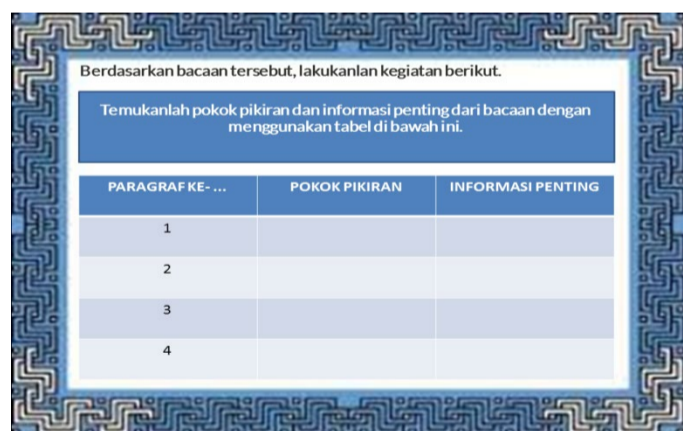 Berdasarkan bacaan tersebut, lakukanlan kegiatan berikut.
Temukanlah pokok pikiran dan informasi penting dari bacaan dengan
menggunakan tabel di bawah ini.
PARAGRAF KE- ... POKOK PIKIRAN INFORMASI PENTING
1
2
3
4